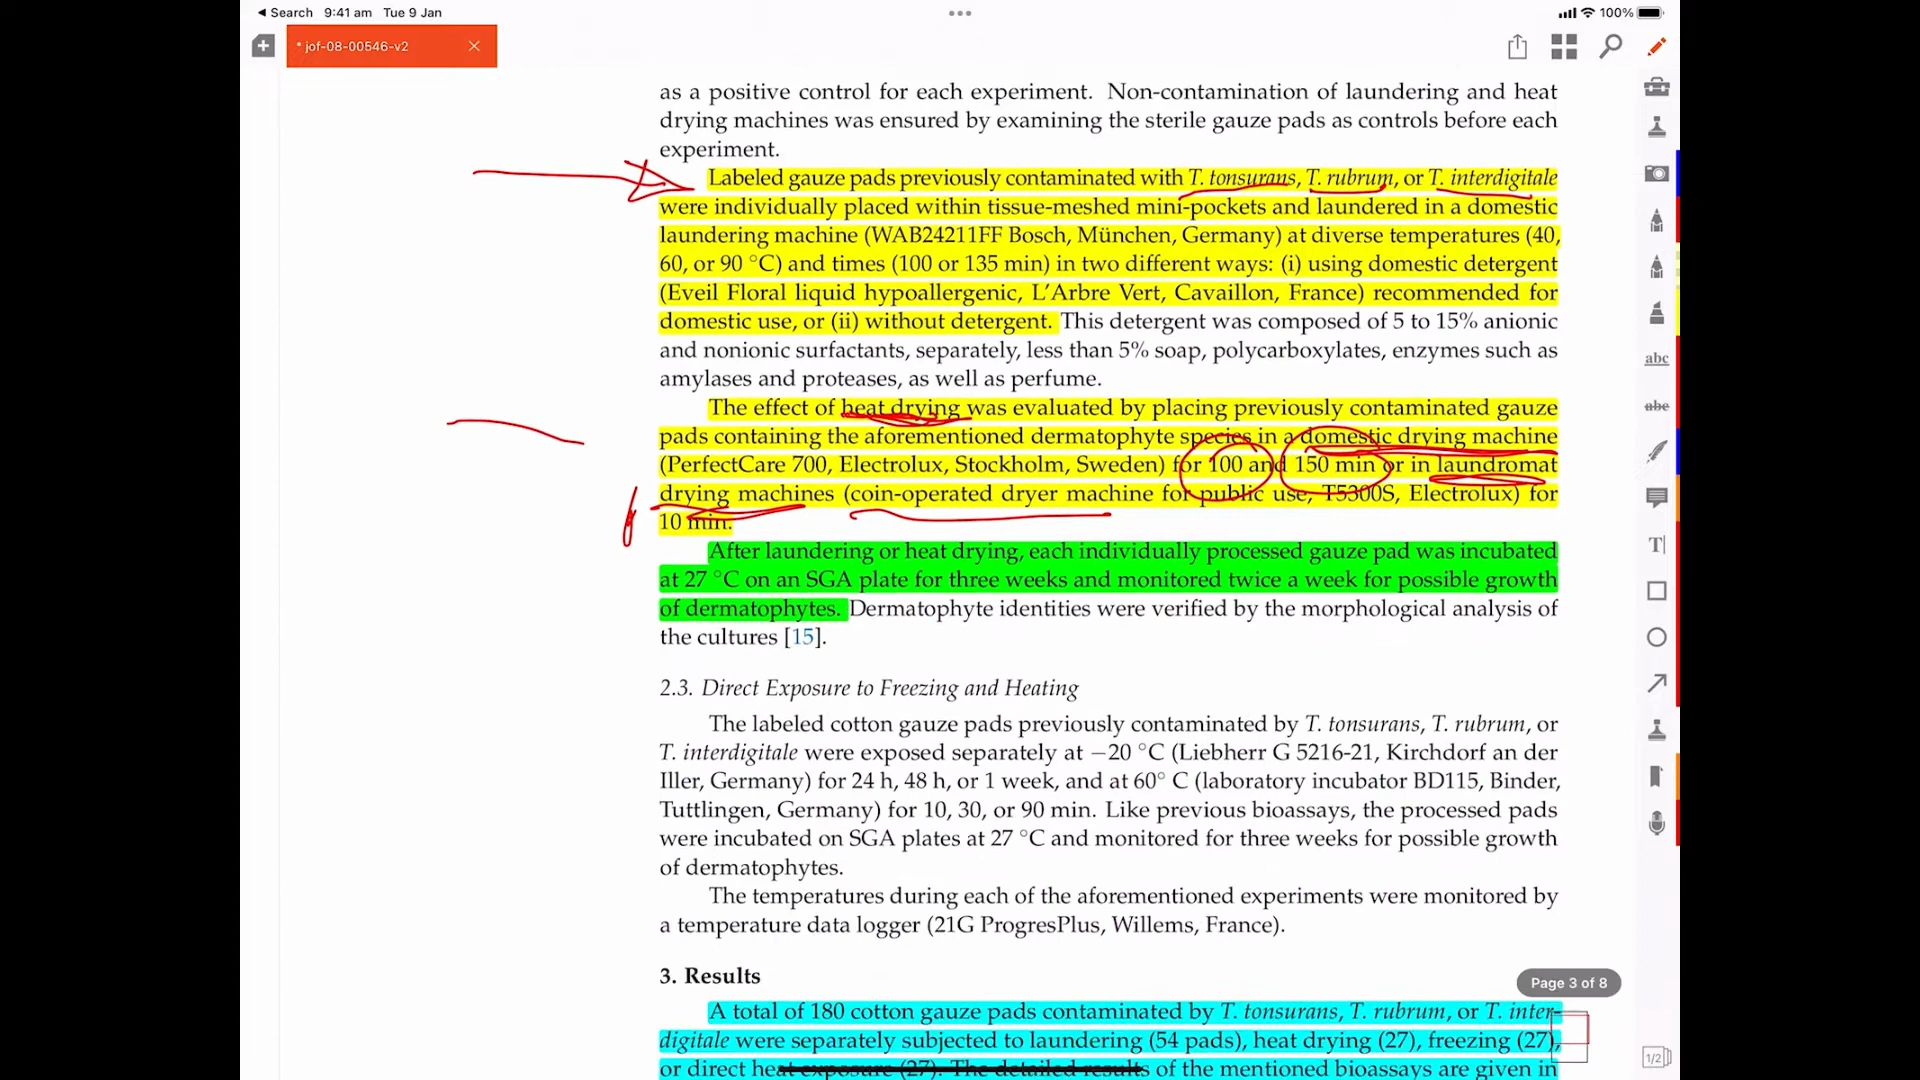 Search 9:41 am Tue 9 Jan
100%
* jof-08-00546-v2
as a positive control for each experiment. Non-contamination of laundering and heat
drying machines was ensured by examining the sterile gauze pads as controls before each
experiment.
Labeled gauze pads previously contaminated with T. tonsurans, T. rubrum, or T. interdigitale
were individually placed within tissue-meshed mini-pockets and laundered in a domestic
laundering machine (WAB24211FF Bosch, München, Germany) at diverse temperatures (40,
60, or 90 °C) and times (100 or 135 min) in two different ways: (i) using domestic detergent
(Eveil Floral liquid hypoallergenic, L'Arbre Vert, Cavaillon, France) recommended for
domestic use, or (ii) without detergent. This detergent was composed of 5 to 15% anionic
and nonionic surfactants, separately, less than 5% soap, polycarboxylates, enzymes such as
amylases and proteases, as well as perfume.
The effect of heat drying was evaluated by placing previously contaminated gauze
pads containing the aforementioned dermatophyte species in a domestic drying machine
(PerfectCare 700, Electrolux, Stockholm, Sweden) for 100 and 150 min or in laundromat
drying machines (coin-operated dryer machine for public use, T5300S, Electrolux) for
10 min.
After laundering or heat drying, each individually processed gauze pad was incubated
at 27 °C on an SGA plate for three weeks and monitored twice a week for possible growth
of dermatophytes. Dermatophyte identities were verified by the morphological analysis of
the cultures [15].
2.3. Direct Exposure to Freezing and Heating
The labeled cotton gauze pads previously contaminated by T. tonsurans, T. rubrum, or
T. interdigitale were exposed separately at −20 °C (Liebherr G 5216-21, Kirchdorf an der
Iller, Germany) for 24 h, 48 h, or 1 week, and at 60° C (laboratory incubator BD115, Binder,
Tuttlingen, Germany) for 10, 30, or 90 min. Like previous bioassays, the processed pads
were incubated on SGA plates at 27 °C and monitored for three weeks for possible growth
of dermatophytes.
The temperatures during each of the aforementioned experiments were monitored by
a temperature data logger (21G ProgresPlus, Willems, France).
3. Results
Page 3 of 8
A total of 180 cotton gauze pads contaminated by T. tonsurans, T. rubrum, or T. inter-
digitale were separately subjected to laundering (54 pads), heat drying (27), freezing (27),
or direct heat exposure (27). The detailed results of the mentioned bioassays are given in
abc
abc
T
1/2